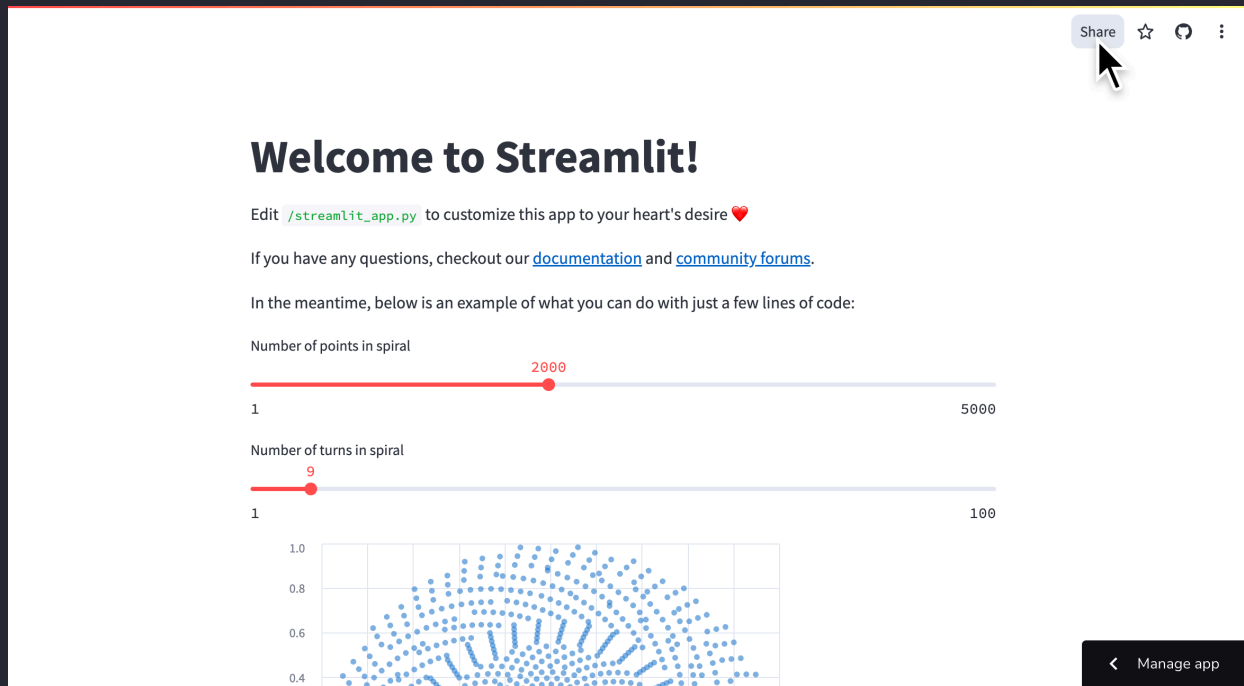 Share
Welcome to Streamlit!
Edit /streamlit_app.py to customize this app to your heart's desire ❤️
If you have any questions, checkout our documentation and community forums.
In the meantime, below is an example of what you can do with just a few lines of code:
Number of points in spiral
2000
1 5000
Number of turns in spiral
9
1 100
1.0
0.8
0.6
0.4
Manage app